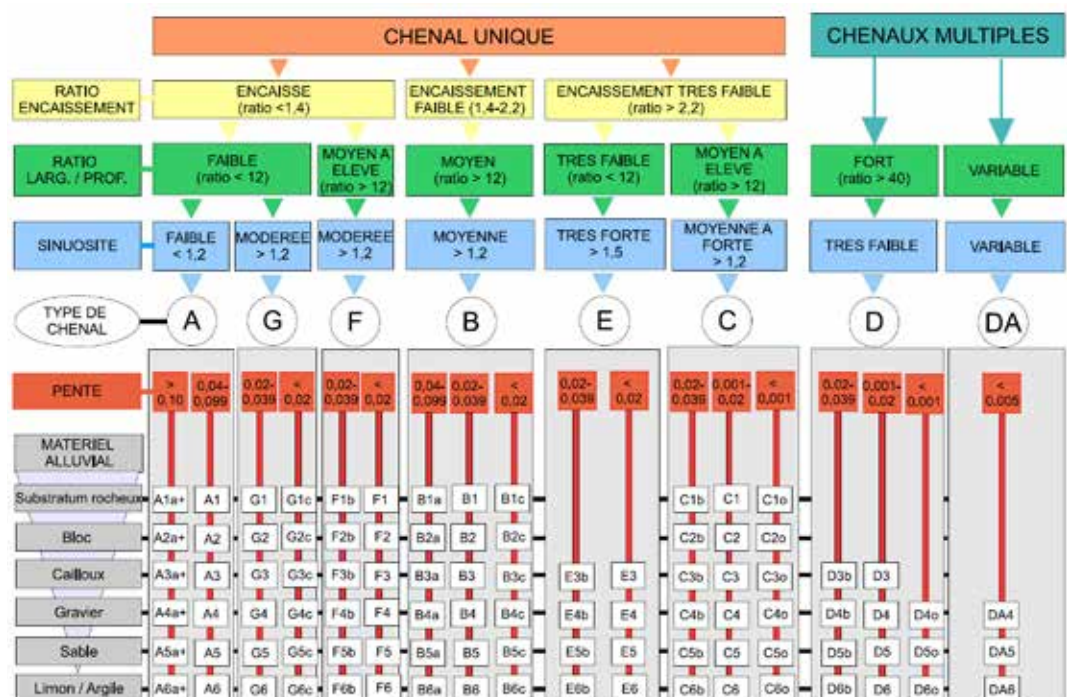 CHENAL UNIQUE
CHENAUX MULTIPLES
RATIO
ENCAISSEMENT
ENCAISSE
(ratio <1,4)
ENCAISSEMENT
FAIBLE (1,4-2,2)
ENCAISSEMENT TRES FAIBLE
(ratio > 2,2)
RATIO
LARG. / PROF.
FAIBLE
(ratio < 12)
MOYEN A
ELEVE
(ratio > 12)
MOYEN
(ratio > 12)
TRES FAIBLE
(ratio < 12)
MOYEN A
ELEVE
(ratio > 12)
FORT
(ratio > 40)
VARIABLE
SINUOSITE
FAIBLE
< 1,2
MODEREE
> 1,2
MODEREE
> 1,2
MOYENNE
> 1,2
TRES FORTE
> 1,5
MOYENNE A
FORTE
> 1,2
TRES FAIBLE
VARIABLE
TYPE DE
CHENAL
A G F B E C D DA
PENTE
>
0,10
0,04-
0,099
0,02-
0,039
<
0,02
0,02-
0,039
<
0,02
0,04-
0,099
0,02-
0,039
<
0,02
0,02-
0,039
<
0,02
0,02-
0,039
0,001-
0,02
<
0,001
0,02-
0,039
0,001-
0,02
<
0,001
<
0,005
MATERIEL
ALLUVIAL
Substratum rocheux A1a+ A1 G1 G1c F1b F1 B1a B1 B1c C1b C1 C1o
Bloc A2a+ A2 G2 G2c F2b F2 B2a B2 B2c C2b C2 C2o
Cailloux A3a+ A3 G3 G3c F3b F3 B3a B3 B3c E3b E3 C3b C3 C3o D3b D3
Gravier A4a+ A4 G4 G4c F4b F4 B4a B4 B4c E4b E4 C4b C4 C4o D4b D4 D4o DA4
Sable A5a+ A5 G5 G5c F5b F5 B5a B5 B5c E5b E5 C5b C5 C5o D5b D5 D5o DA5
Limon / Argile A6a+ A6 G6 G6c F6b F6 B6a B6 B6c E6b E6 C6b C6 C6o D6b D6 D6o DA6